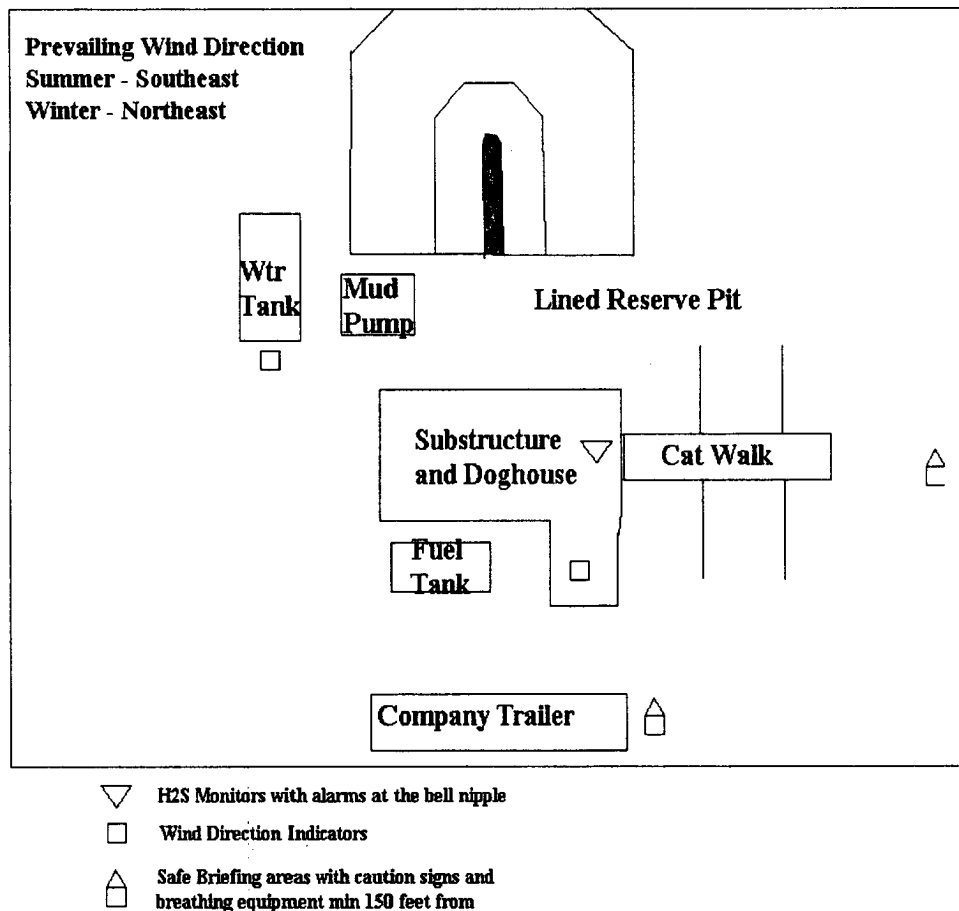 Prevailing Wind Direction
Summer - Southeast
Winter - Northeast
Wtr
Tank
Mud
Pump
Lined Reserve Pit
Substructure
and Doghouse
Cat Walk
Fuel
Tank
Company Trailer
H2S Monitors with alarms at the bell nipple
Wind Direction Indicators
Safe Briefing areas with caution signs and
breathing equipment min 150 feet from